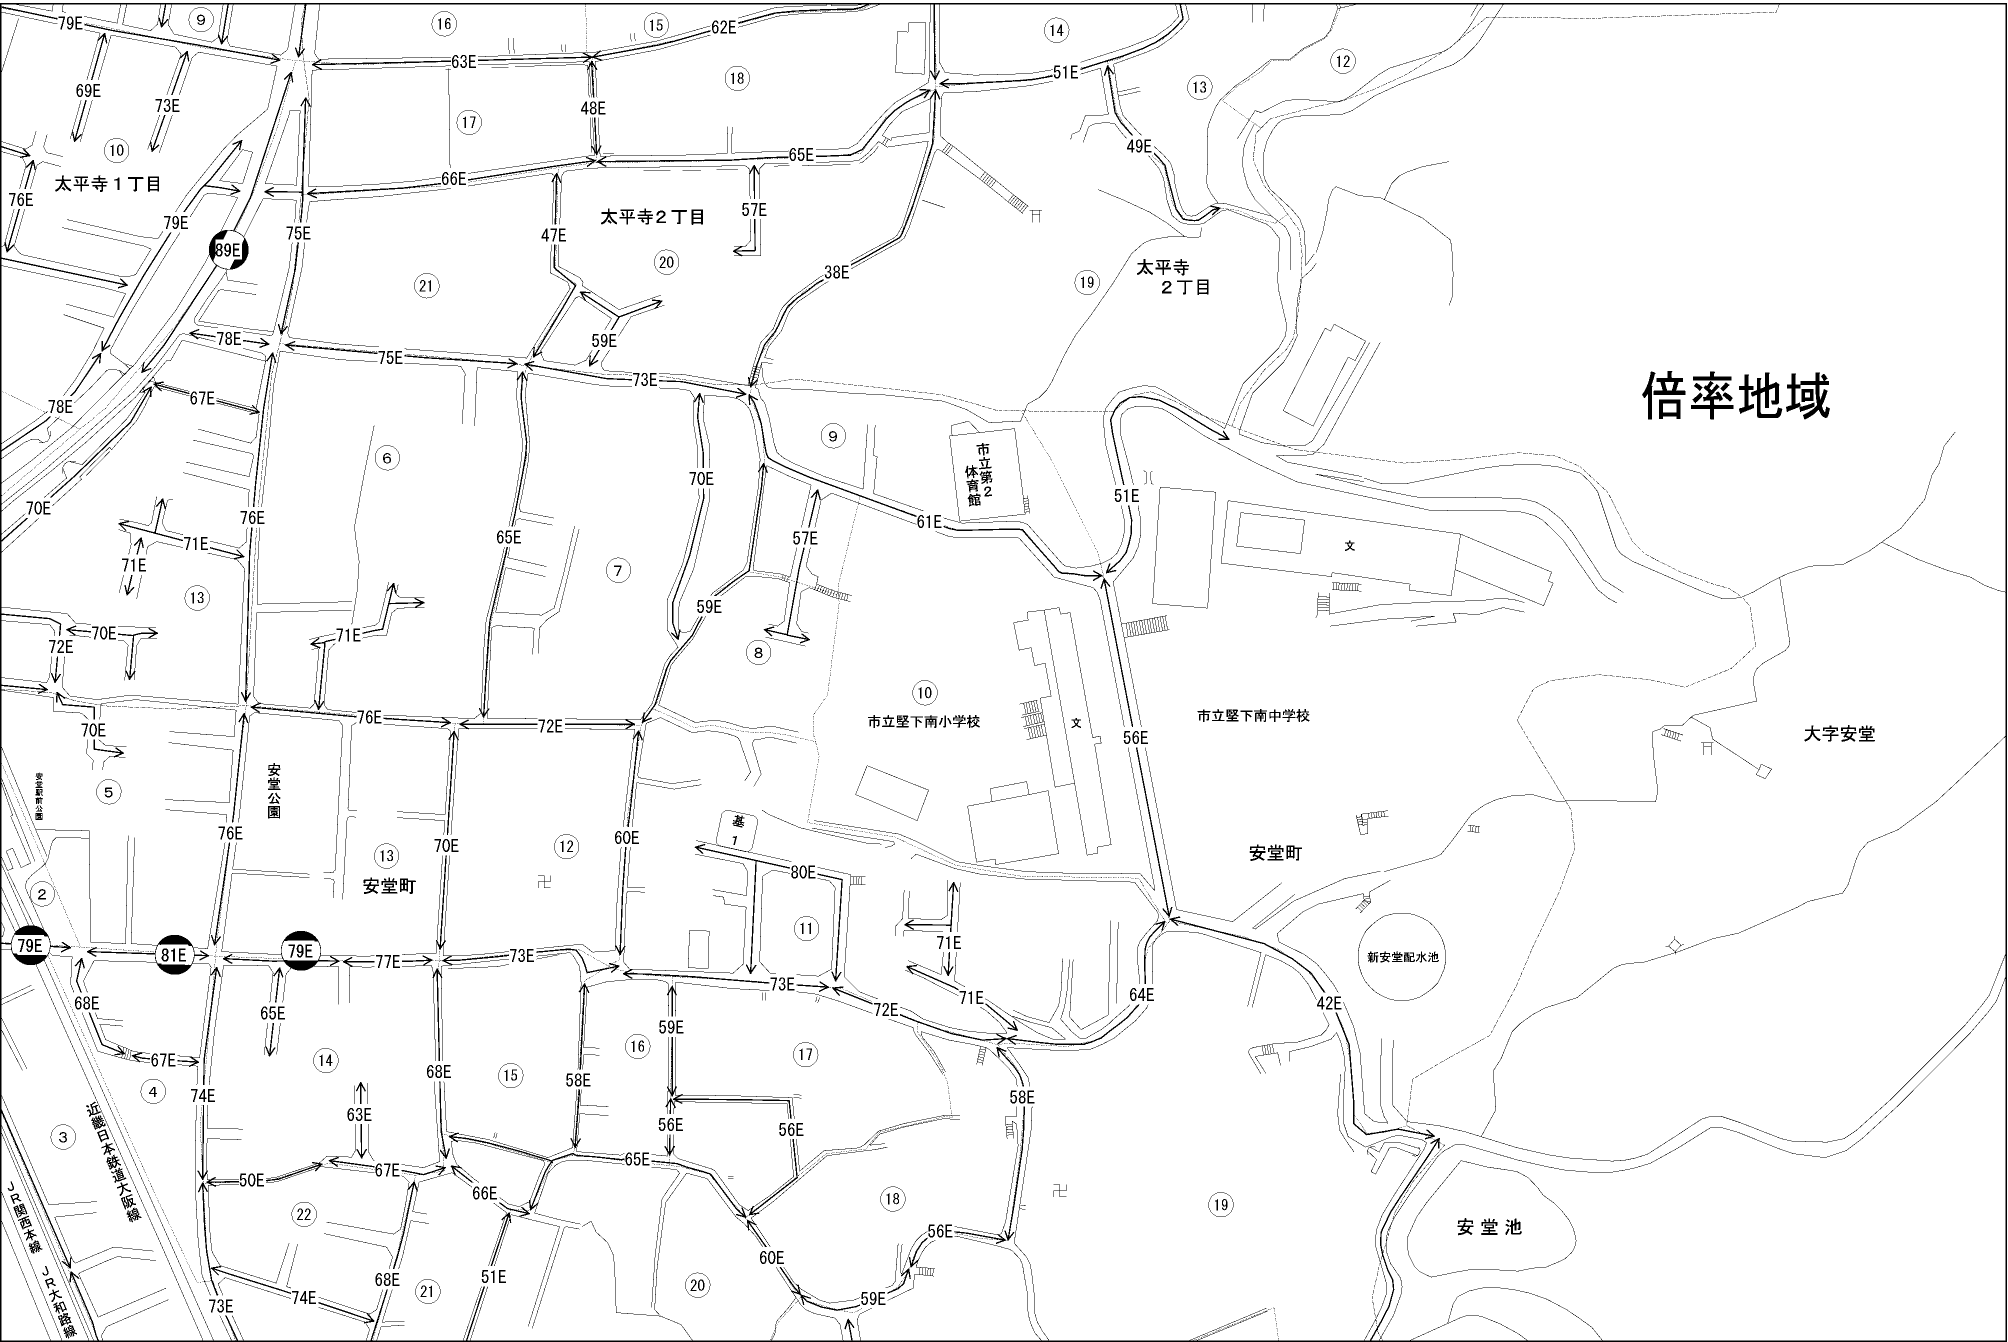 79E
⑨
⑯
⑮
62E
⑭
63E
51E
⑫
69E
73E
48E
⑱
⑬
⑩
⑰
65E
49E
太平寺1丁目
66E
76E
79E
太平寺2丁目
57E
75E
47E
89E
⑳
38E
太平寺
2丁目
⑲
㉑
78E
75E
59E
73E
67E
78E
倍率地域
⑨
⑥
市立第2
体育館
70E
70E
51E
76E
61E
57E
65E
71E
文
71E
⑦
⑬
59E
70E
71E
72E
⑧
⑩
市立堅下南小学校
文
市立堅下南中学校
76E
72E
70E
56E
大字安堂
安堂公園
安堂駅前公園
⑤
76E
60E
基
1
70E
⑫
⑬
安堂町
80E
安堂町
②
⑪
79E
81E
79E
77E
73E
71E
新安堂配水池
73E
71E
64E
68E
65E
59E
72E
42E
67E
⑭
68E
⑮
⑯
⑰
58E
④
74E
63E
56E
56E
58E
③
近畿日本鉄道大阪線
50E
67E
65E
66E
⑱
⑲
JR関西本線
JR大和路線
㉒
56E
安堂池
60E
68E
51E
㉑
⑳
74E
73E
59E